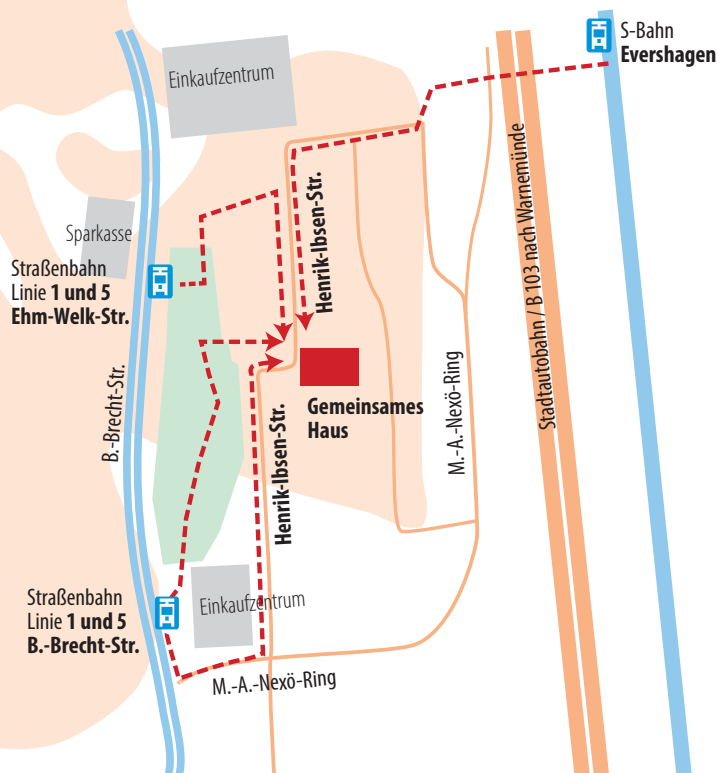 S-Bahn
Evershagen
Einkaufzentrum
Stadtautobahn / B 103 nach Warnemünde
Henrik-Ibsen-Str.
Sparkasse
Straßenbahn
Linie 1 und 5
Ehm-Welk-Str.
B.-Brecht-Str.
M.-A.-Nexö-Ring
Gemeinsames
Haus
Henrik-Ibsen-Str.
Straßenbahn
Linie 1 und 5
B.-Brecht-Str.
Einkaufzentrum
M.-A.-Nexö-Ring